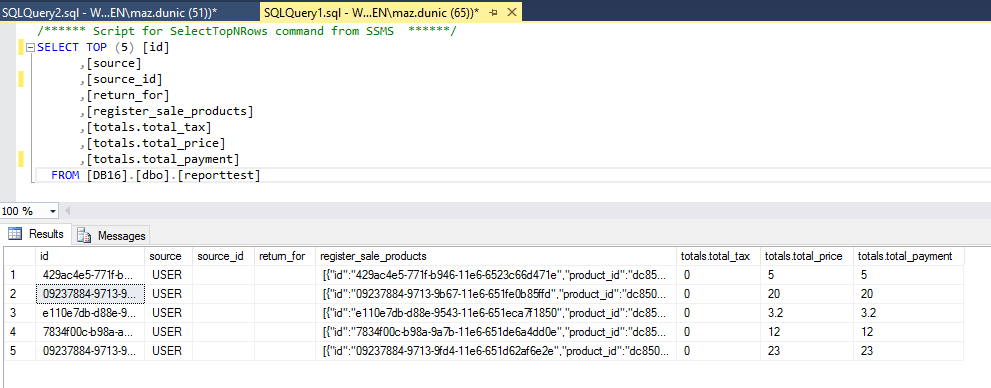 SQLQuery2.sql - W...EN\maz.dunic (51))* SQLQuery1.sql - W...EN\maz.dunic (65))*
/****** Script for SelectTopNRows command from SSMS ******/
SELECT TOP (5) [id]
,[source]
,[source_id]
,[return_for]
,[register_sale_products]
,[totals.total_tax]
,[totals.total_price]
,[totals.total_payment]
FROM [DB16].[dbo].[reporttest]
100 %
Results Messages
id source source_id return_for register_sale_products totals.total_tax totals.total_price totals.total_payment
1 429ac4e5-771f-b... USER [{"id":"429ac4e5-771f-b946-11e6-6523c66d471e","product_id":"dc85... 0 5 5
2 09237884-9713-9... USER [{"id":"09237884-9713-9b67-11e6-651fe0b85ffd","product_id":"dc850... 0 20 20
3 e110e7db-d88e-9... USER [{"id":"e110e7db-d88e-9543-11e6-651eca7f1850","product_id":"dc85... 0 3.2 3.2
4 7834f00c-b98a-a... USER [{"id":"7834f00c-b98a-9a7b-11e6-651de6a4dd0e","product_id":"dc85... 0 12 12
5 09237884-9713-9... USER [{"id":"09237884-9713-9fd4-11e6-651d62af6e2e","product_id":"dc850... 0 23 23